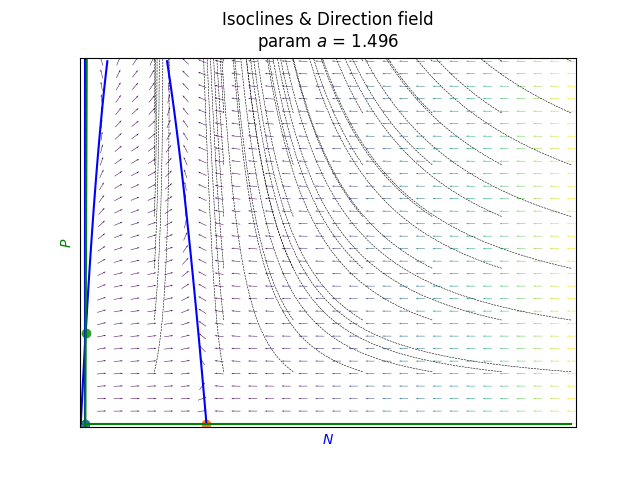 Isoclines & Direction field
param a = 1.496
P
N